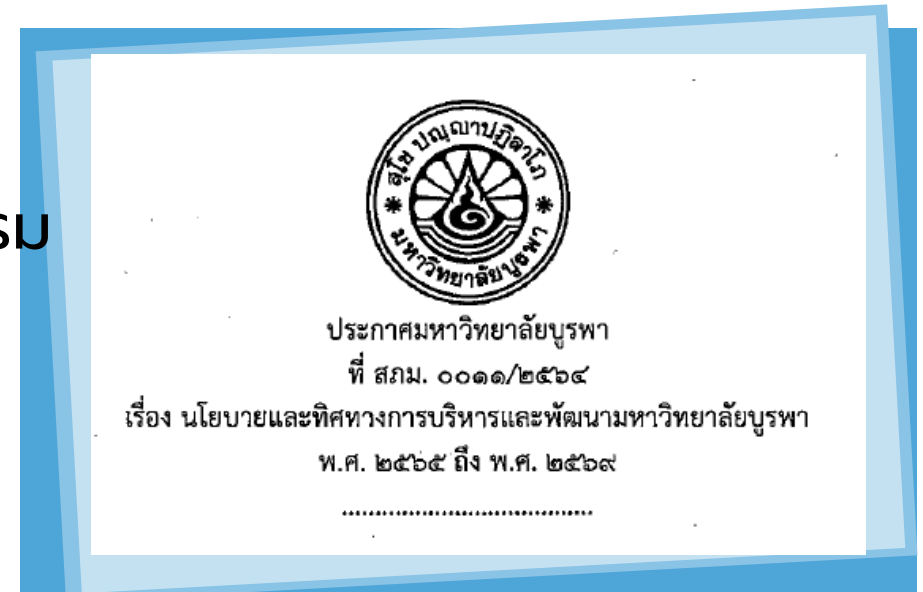 สุโข ปญฺญาปฏิลาโภ
มหาวิทยาลัยบูรพา
รม
ประกาศมหาวิทยาลัยบูรพา
ที่ สภม. ๐๐๑๑/๒๕๖๔
เรื่อง นโยบายและทิศทางการบริหารและพัฒนามหาวิทยาลัยบูรพา
พ.ศ. ๒๕๖๕ ถึง พ.ศ. ๒๕๖๙